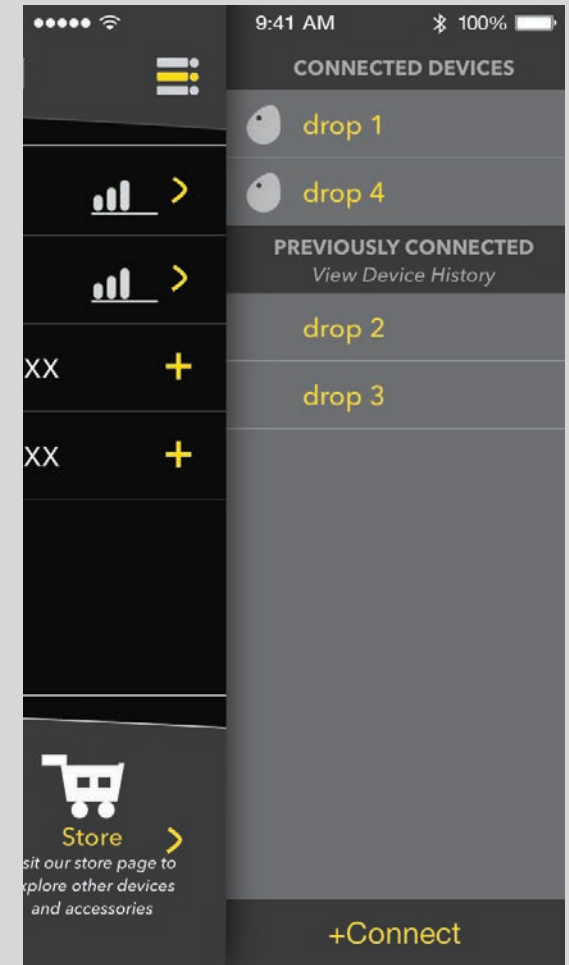 9:41 AM 100%
CONNECTED DEVICES
drop 1
drop 4
PREVIOUSLY CONNECTED
View Device History
drop 2
drop 3
+Connect
xx +
xx +
Store
sit our store page to
plore other devices
and accessories